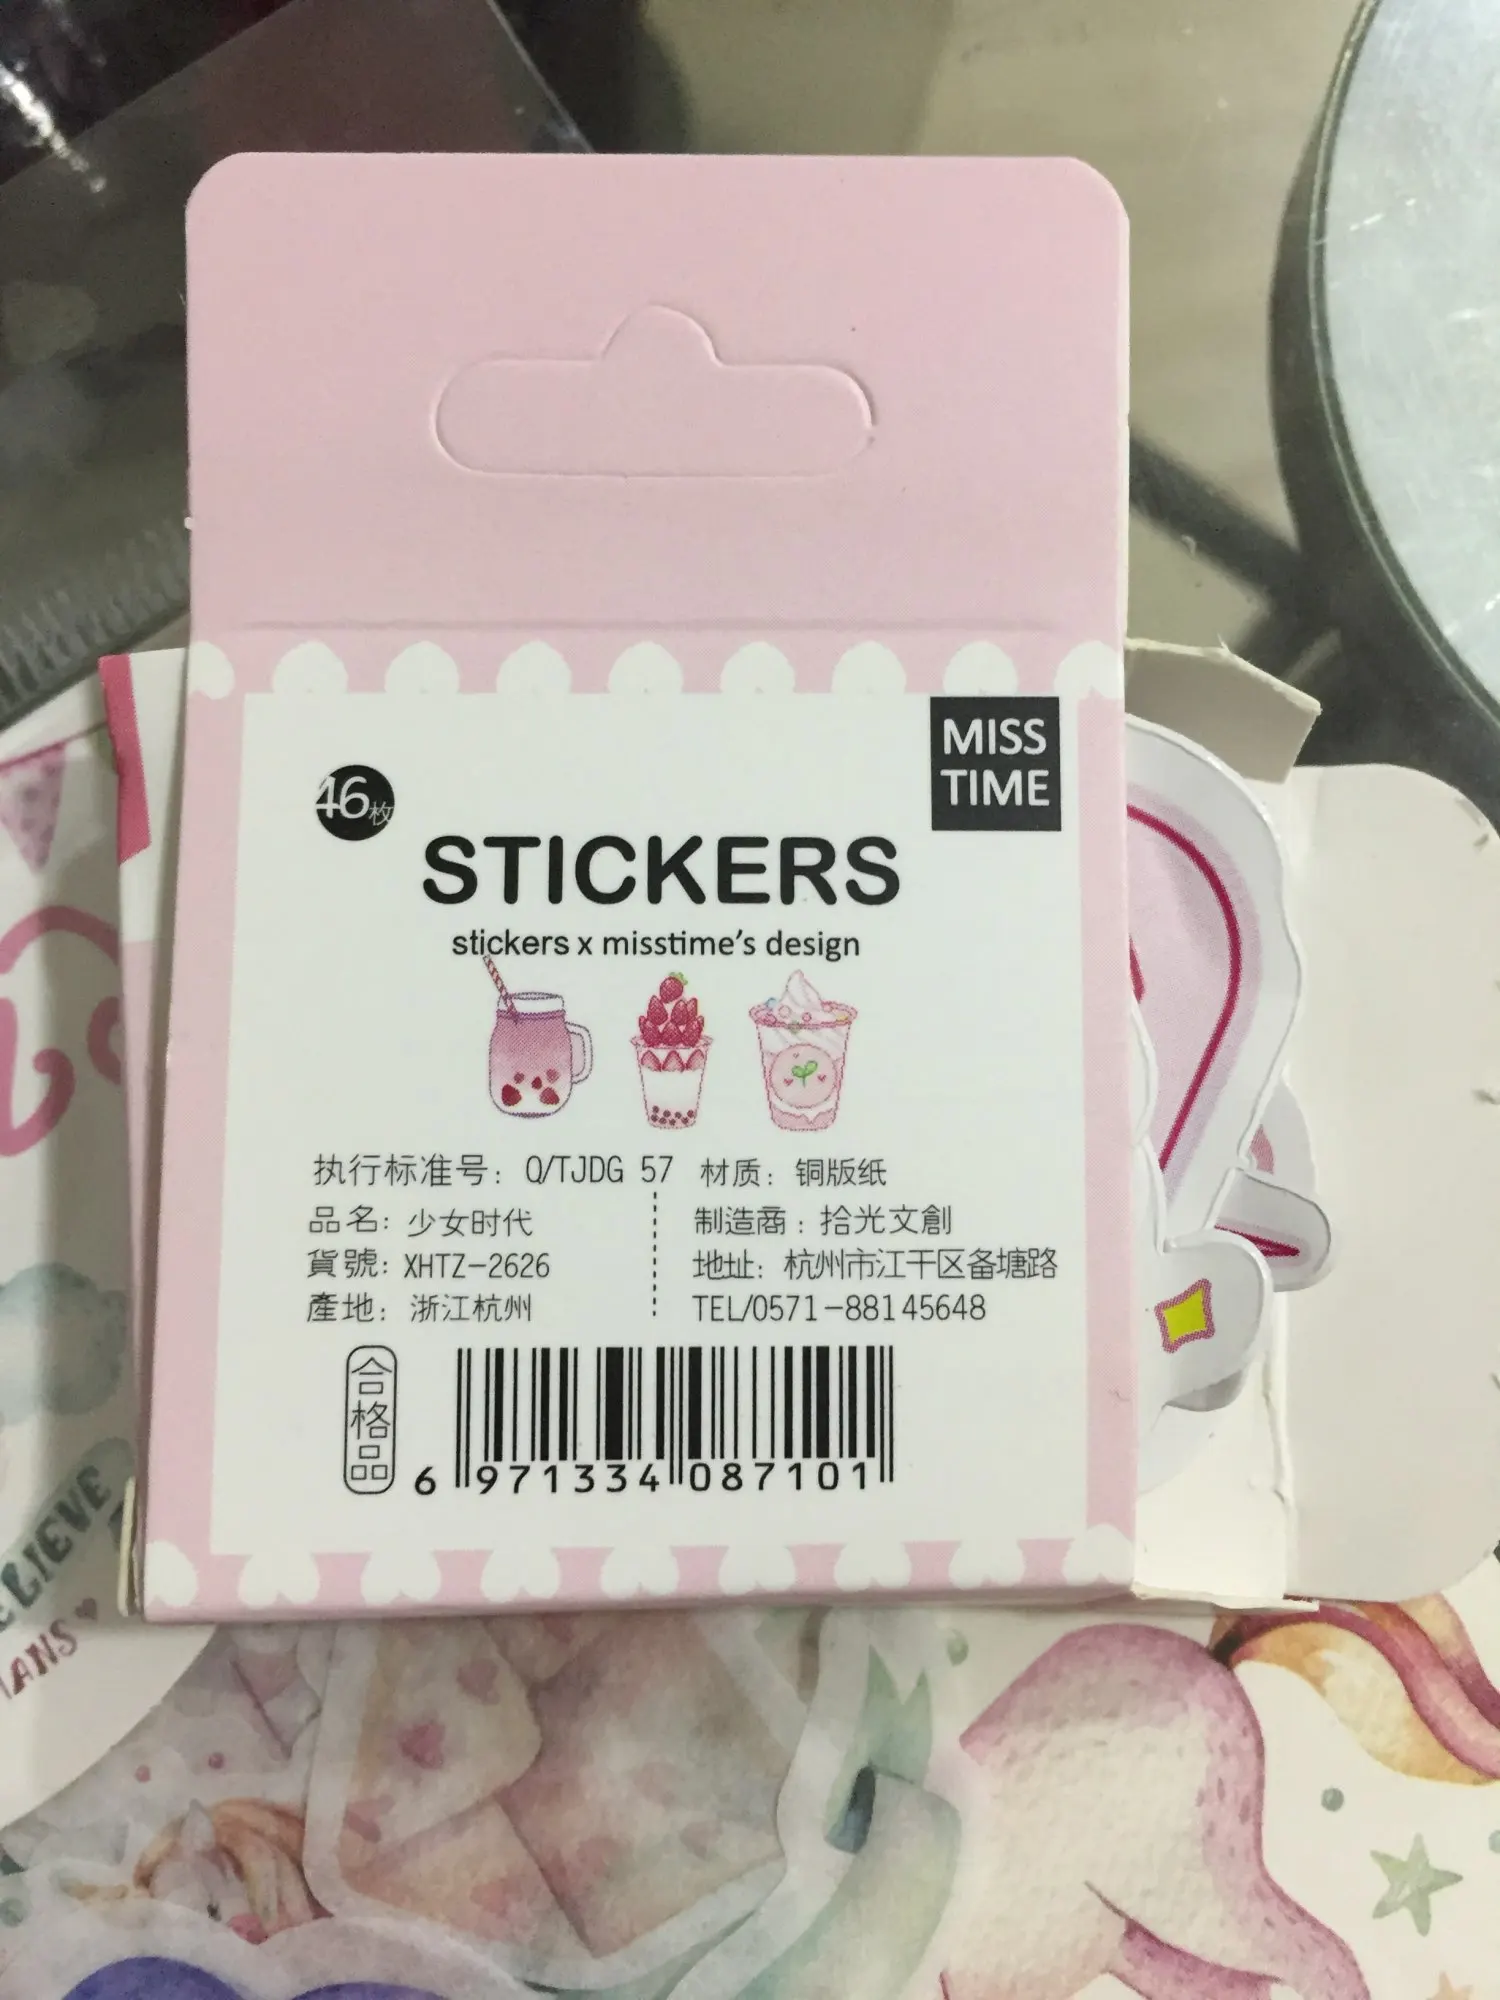 MISS
TIME
46枚
STICKERS
stickers x misstime's design
执行标准号：Q/TJDG 57 材质：铜版纸
品名：少女时代 制造商：拾光文創
貨號：XHTZ-2626 地址：杭州市江干区备塘路
產地：浙江杭州 TEL/0571-88145648
合格品
6 971334 087101
LIEVE
ANS